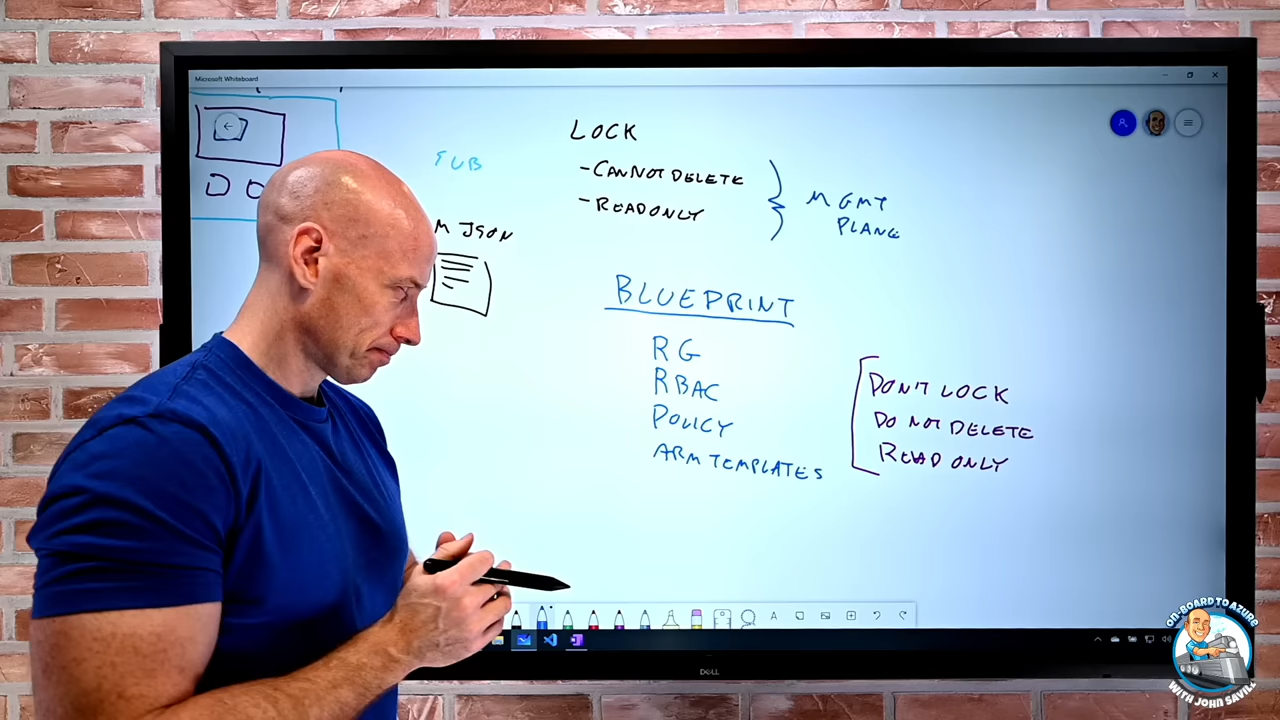 Microsoft Whiteboard
LOCK
SUB
-CANNOT DELETE
-READONLY
MGMT
PLANE
M JSON
BLUEPRINT
RG
RBAC
POLICY
ARM TEMPLATES
DON'T LOCK
DO NOT DELETE
READ ONLY
DELL
ON-BOARD TO AZURE
WITH JOHN SAVILL